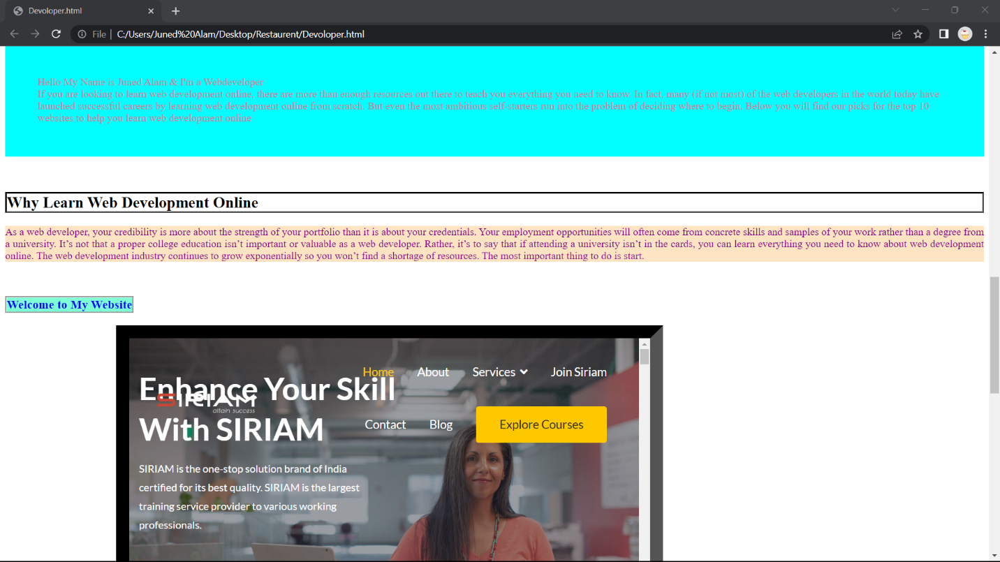 Devoloper.html
File | C:/Users/Juned%20Alam/Desktop/Restaurent/Devoloper.html
Hello My Name is Juned Alam & I'm a Webdeveloper
If you are looking to learn web development online, there are more than enough resources out there to teach you everything you need to know. In fact, many (if not most) of the web developers in the world today have
launched successful careers by learning web development online from scratch. But even the most ambitious self-starters run into the problem of deciding where to begin. Below you will find our picks for the top 10
websites to help you learn web development online
Why Learn Web Development Online
As a web developer, your credibility is more about the strength of your portfolio than it is about your credentials. Your employment opportunities will often come from concrete skills and samples of your work rather than a degree from
a university. It’s not that a proper college education isn’t important or valuable as a web developer. Rather, it’s to say that if attending a university isn’t in the cards, you can learn everything you need to know about web development
online. The web development industry continues to grow exponentially so you won’t find a shortage of resources. The most important thing to do is start.
Welcome to My Website
Home About Services Join Siriam
Enhance Your Skill
SIRIAM
attain success
With SIRIAM
Contact Blog Explore Courses
SIRIAM is the one-stop solution brand of India
certified for its best quality. SIRIAM is the largest
training service provider to various working
professionals.